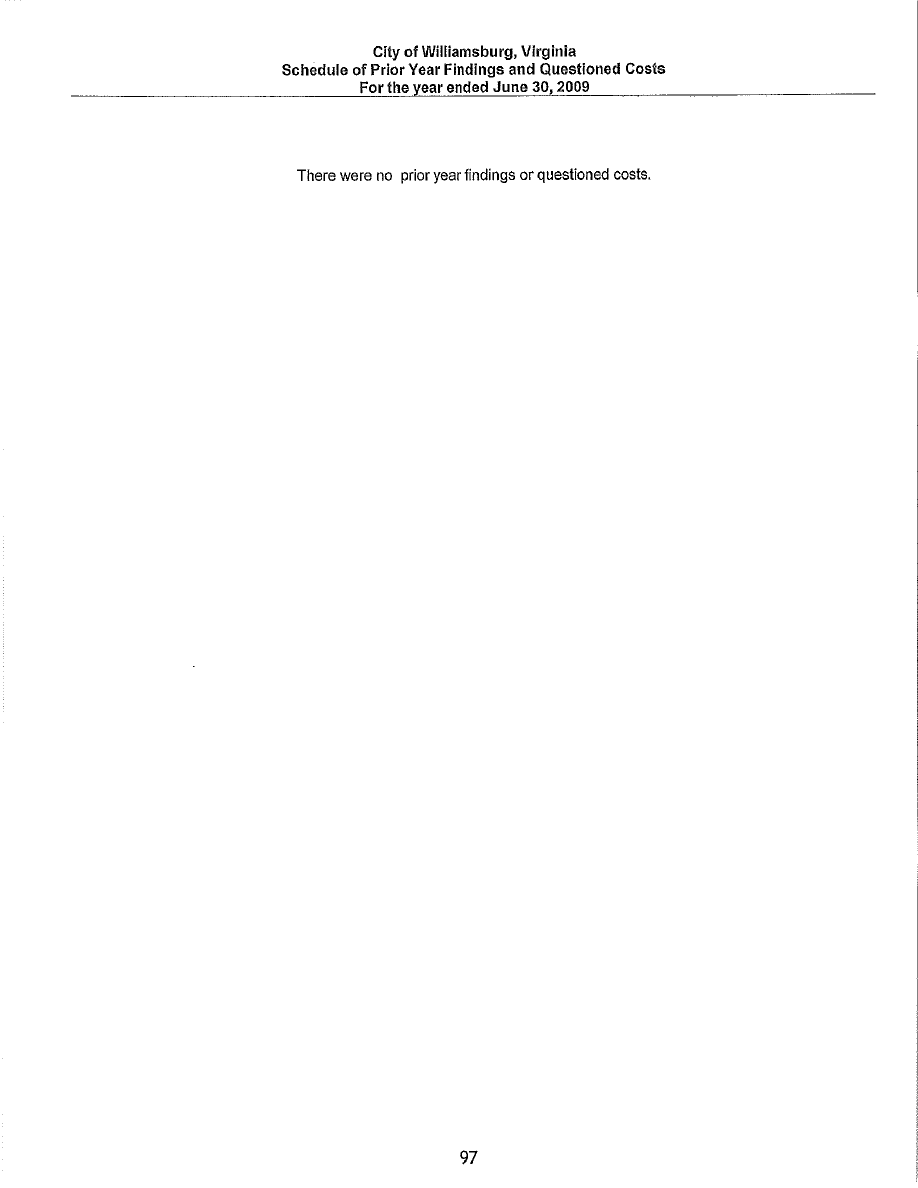 City of Williamsburg, Virginia
Schedule of Prior Year Findings and Questioned Costs
For the year ended June 30, 2009
There were no prior year findings or questioned costs.
97